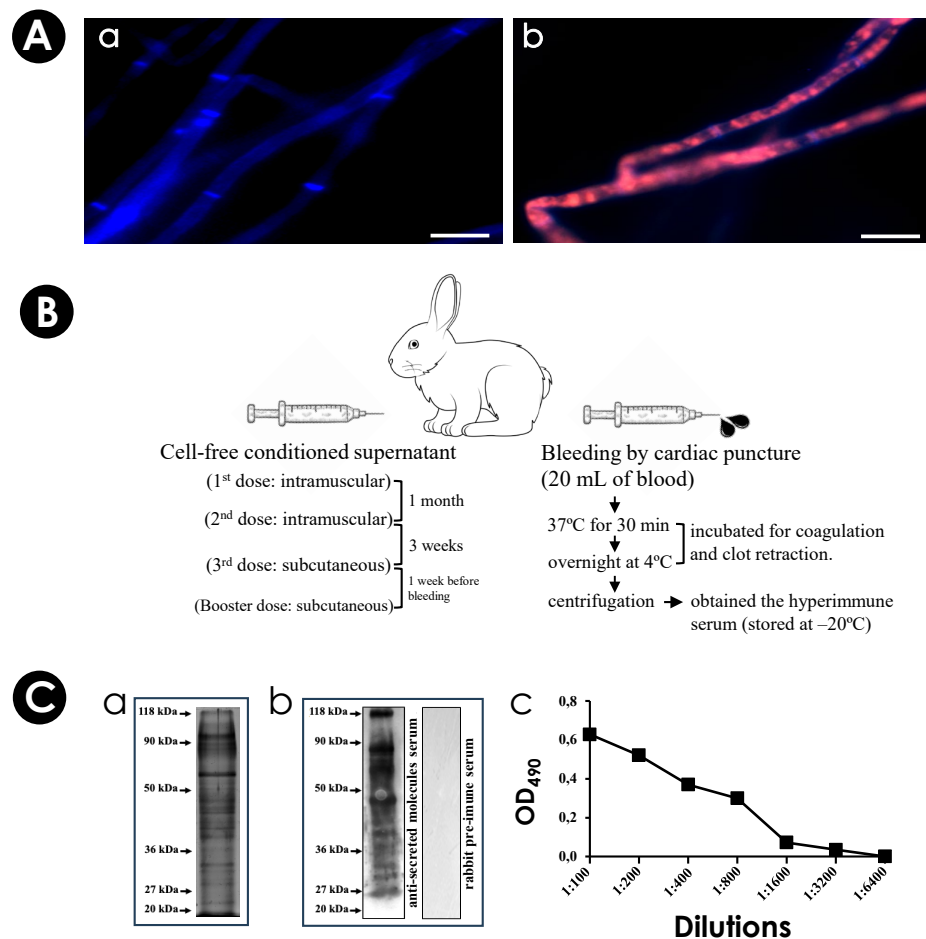 A
a
b
B
Cell-free conditioned supernatant
(1st dose: intramuscular)
1 month
(2nd dose: intramuscular)
3 weeks
(3rd dose: subcutaneous)
1 week before
bleeding
(Booster dose: subcutaneous)
Bleeding by cardiac puncture
(20 mL of blood)
37ºC for 30 min
incubated for coagulation
and clot retraction.
overnight at 4ºC
centrifugation
obtained the hyperimmune
serum (stored at –20ºC)
C
a
118 kDa
90 kDa
50 kDa
36 kDa
27 kDa
20 kDa
b
118 kDa
90 kDa
50 kDa
36 kDa
27 kDa
20 kDa
anti-secreted molecules serum
rabbit pre-imune serum
c
OD490
0,8
0,6
0,4
0,2
0,0
1:100
1:200
1:400
1:800
1:1600
1:3200
1:6400
Dilutions